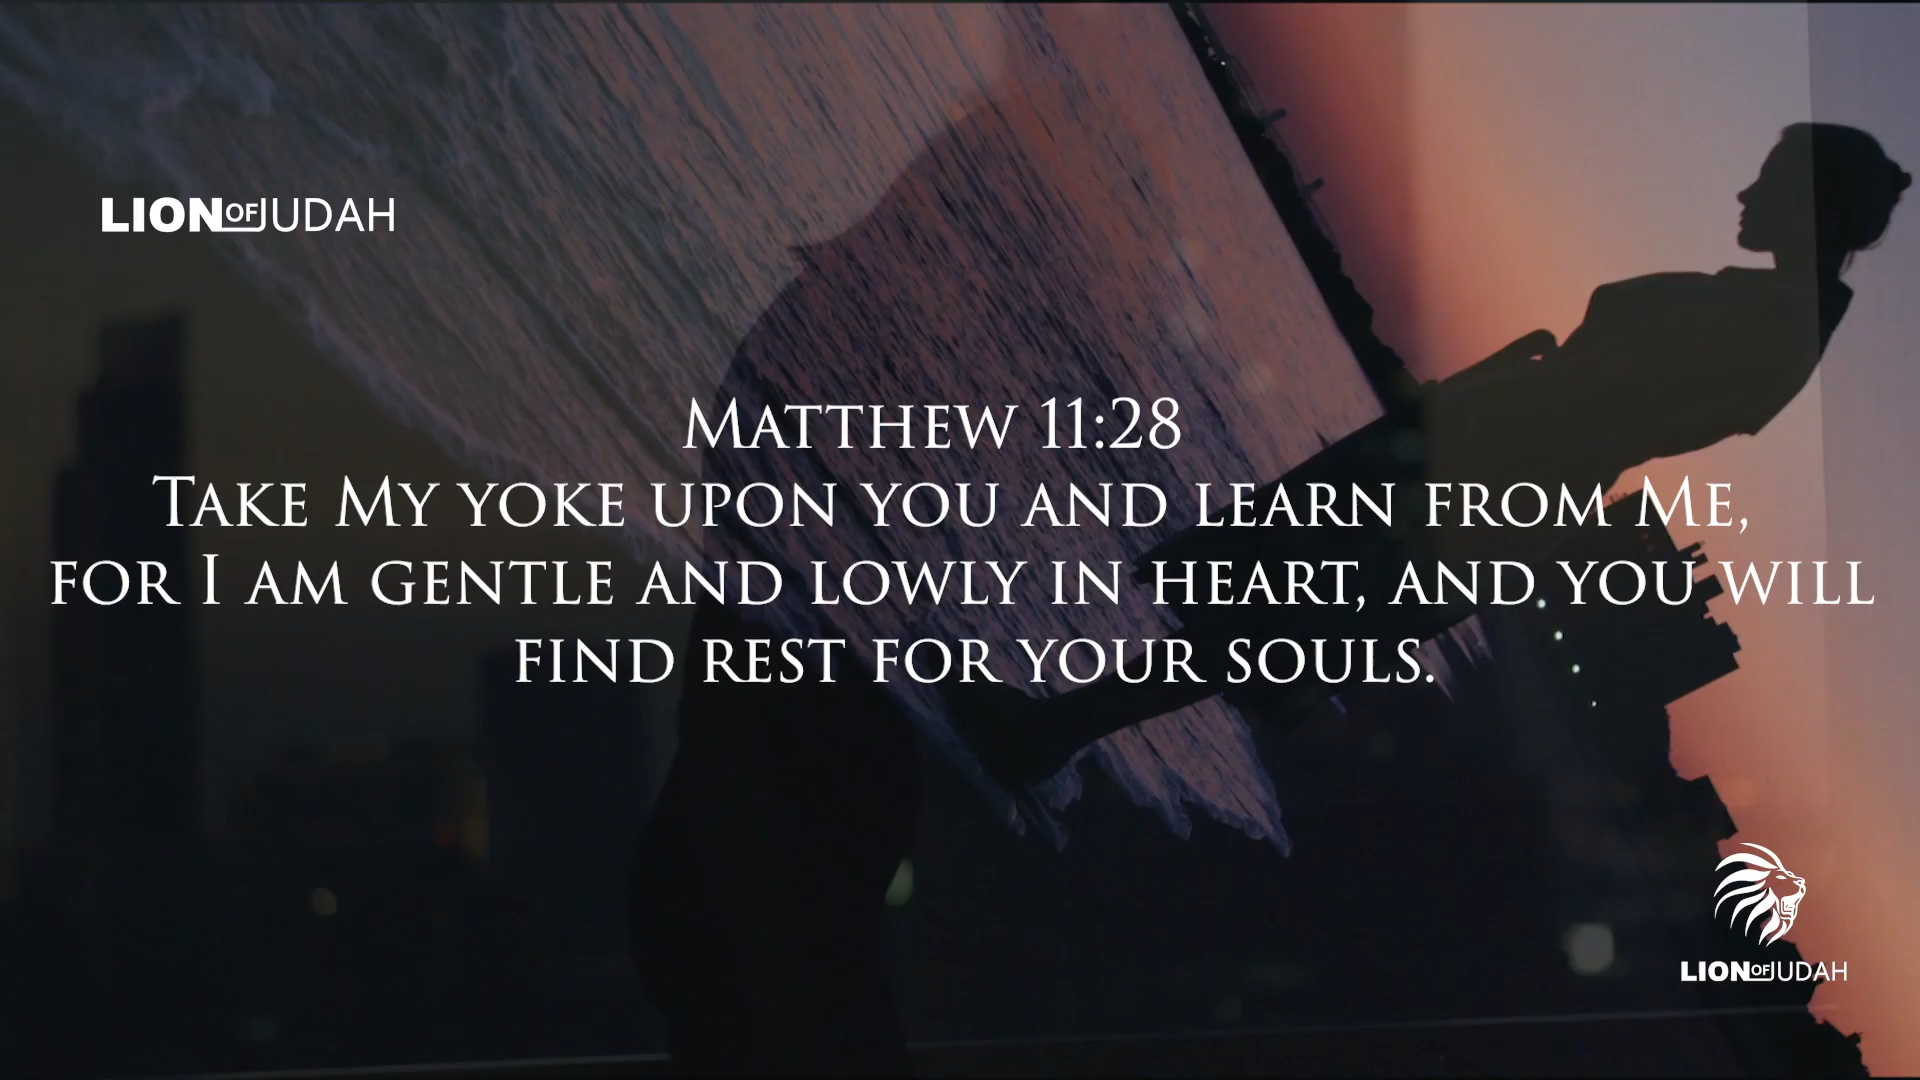 LION OF JUDAH
Matthew 11:28
Take My yoke upon you and learn from Me,
for I am gentle and lowly in heart, and you will
find rest for your souls.
LION OF JUDAH